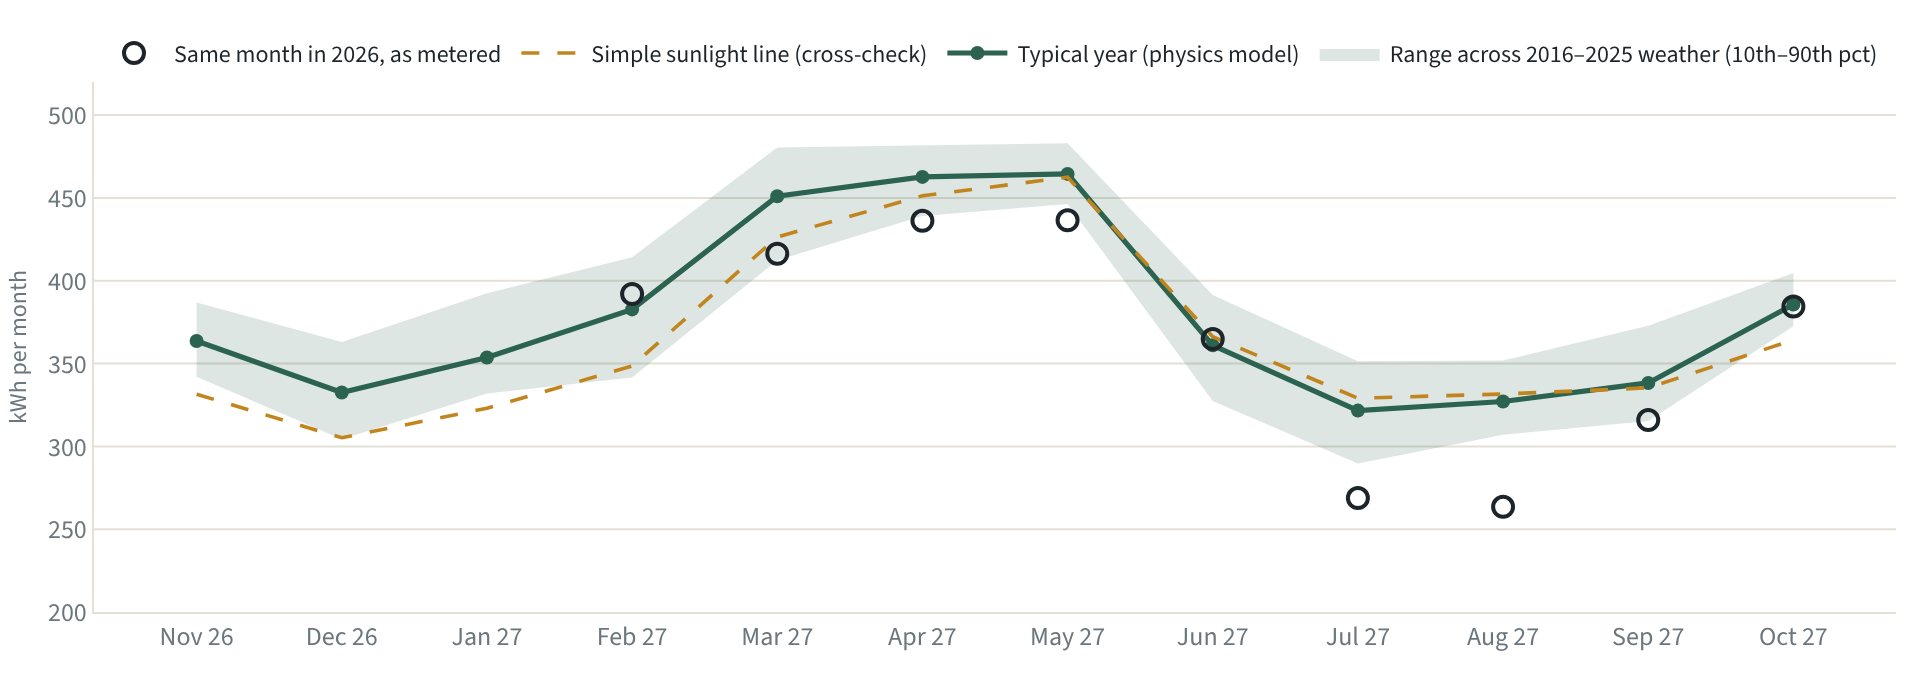 Same month in 2026, as metered
Simple sunlight line (cross-check)
Typical year (physics model)
Range across 2016–2025 weather (10th–90th pct)
kWh per month
500
450
400
350
300
250
200
Nov 26
Dec 26
Jan 27
Feb 27
Mar 27
Apr 27
May 27
Jun 27
Jul 27
Aug 27
Sep 27
Oct 27